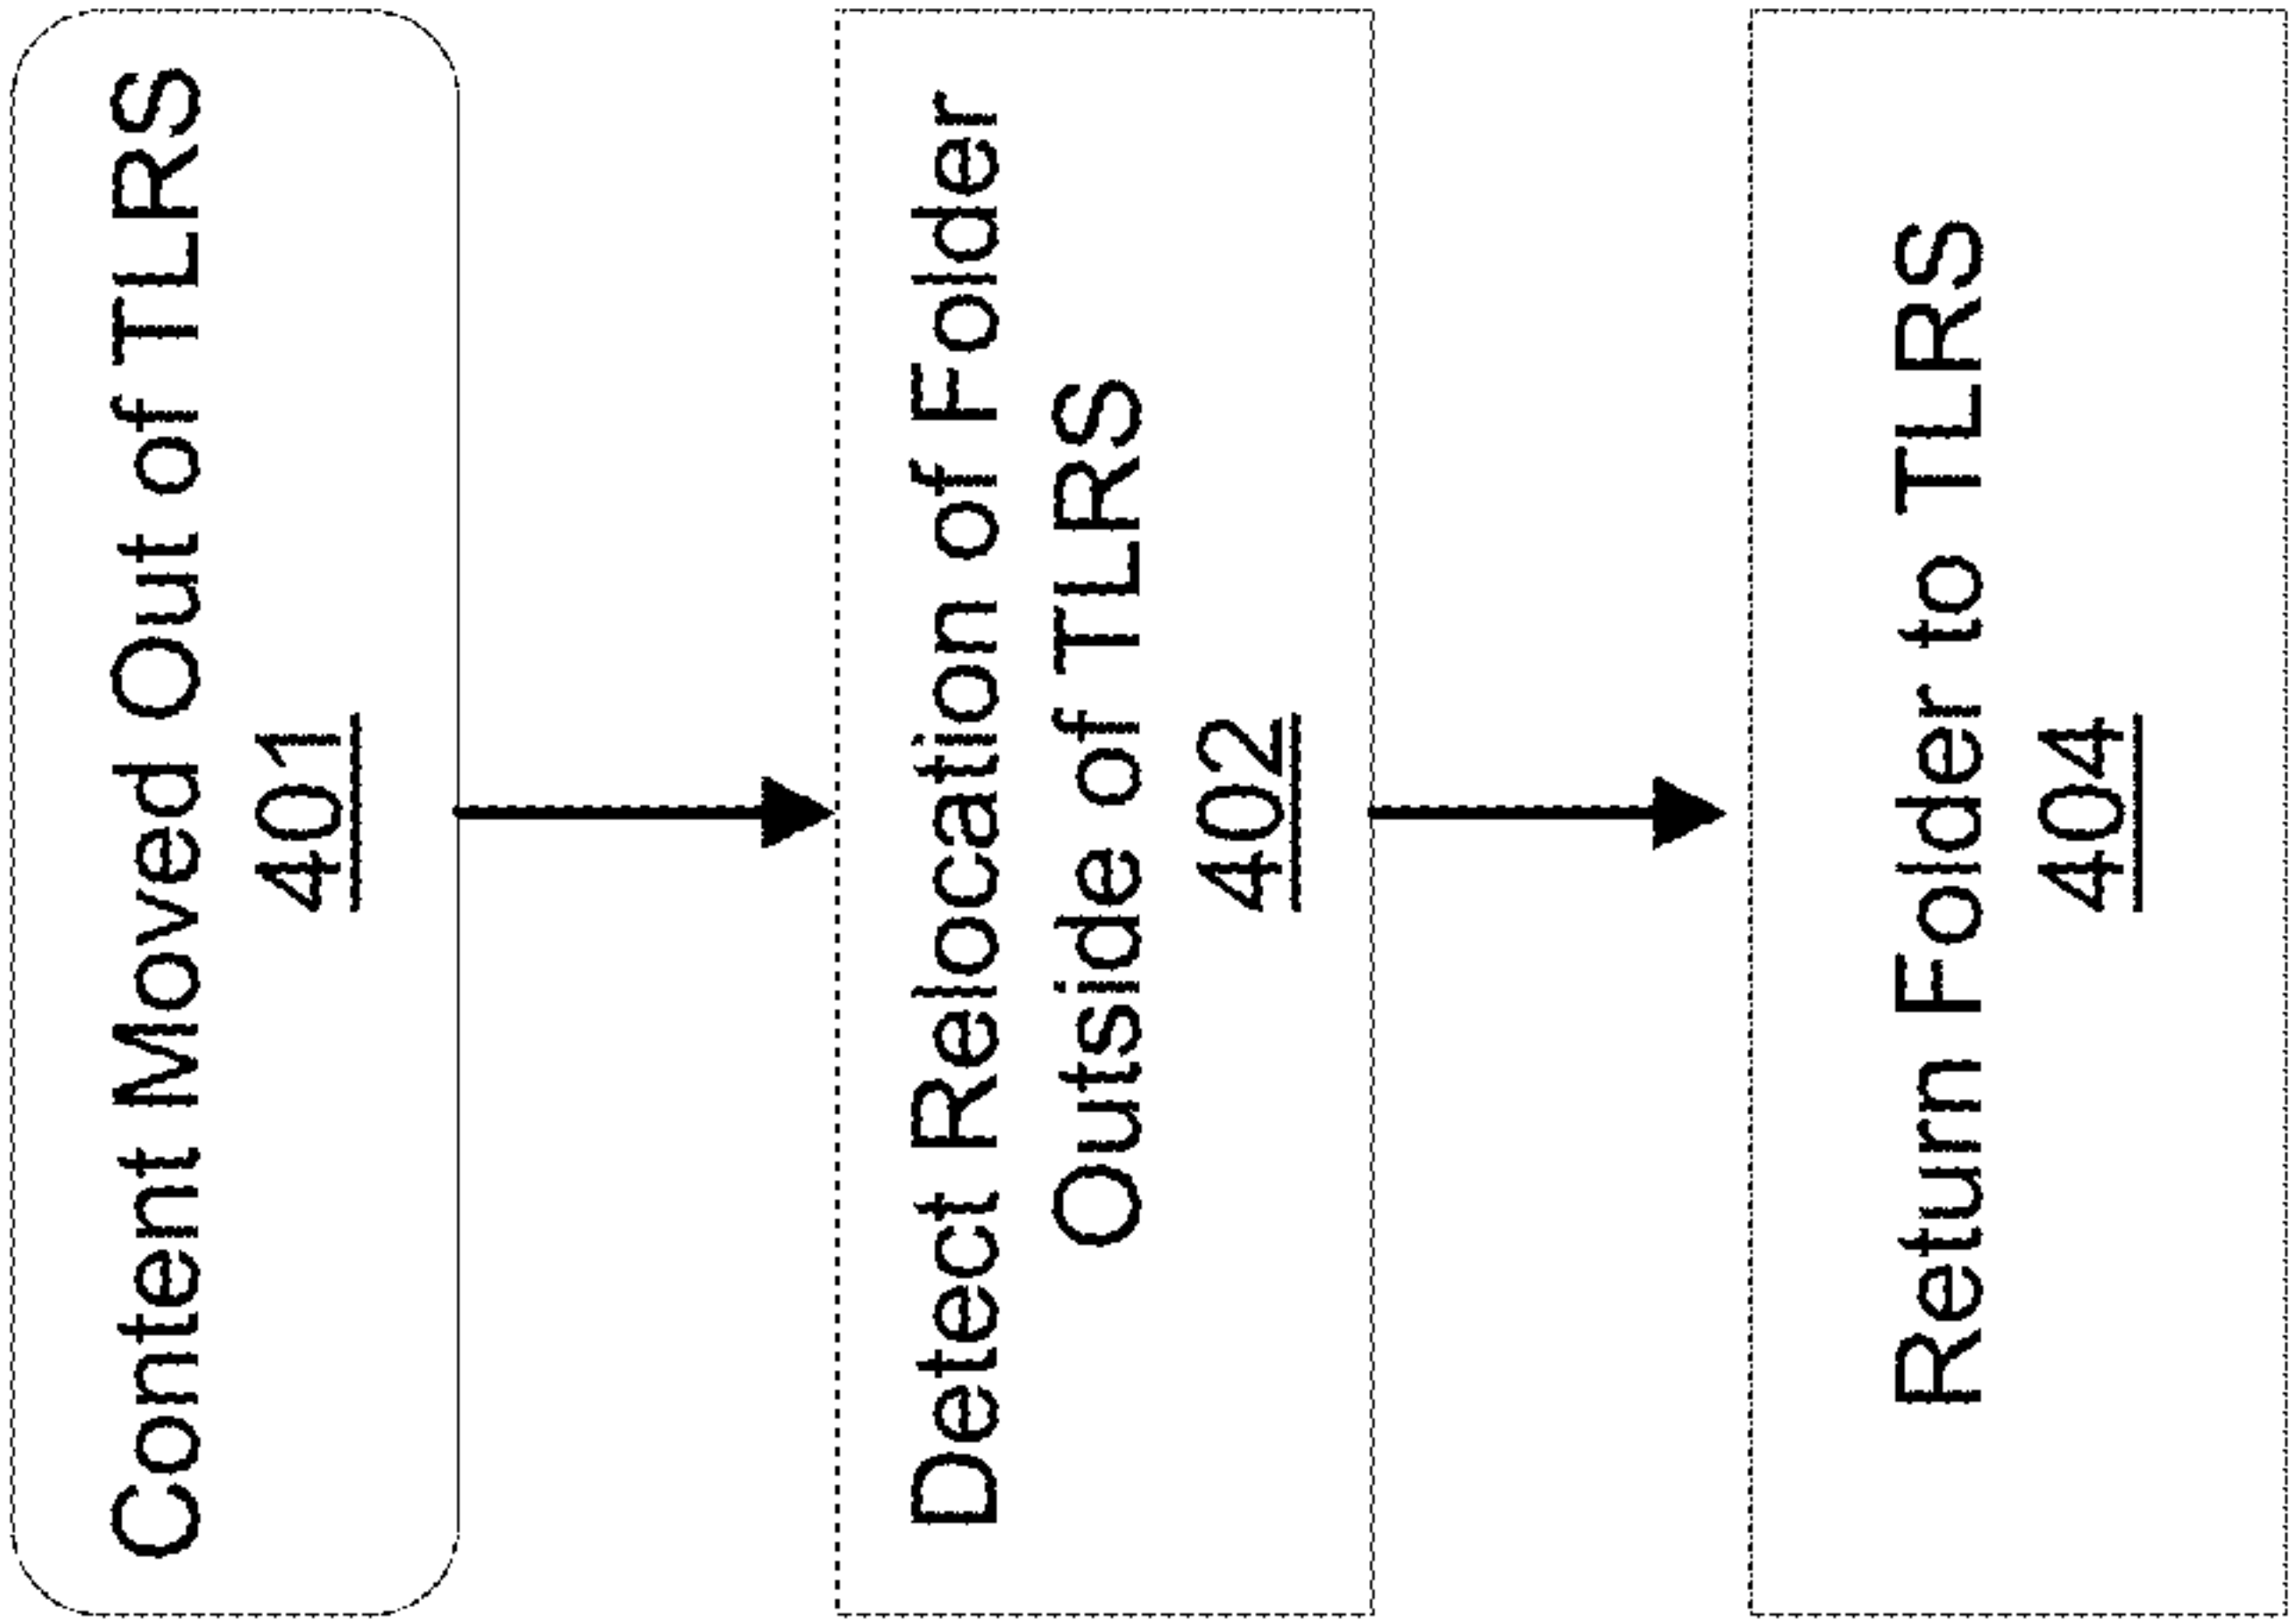 Content Moved Out of TLRS
401
Detect Relocation of Folder
Outside of TLRS
402
Return Folder to TLRS
404